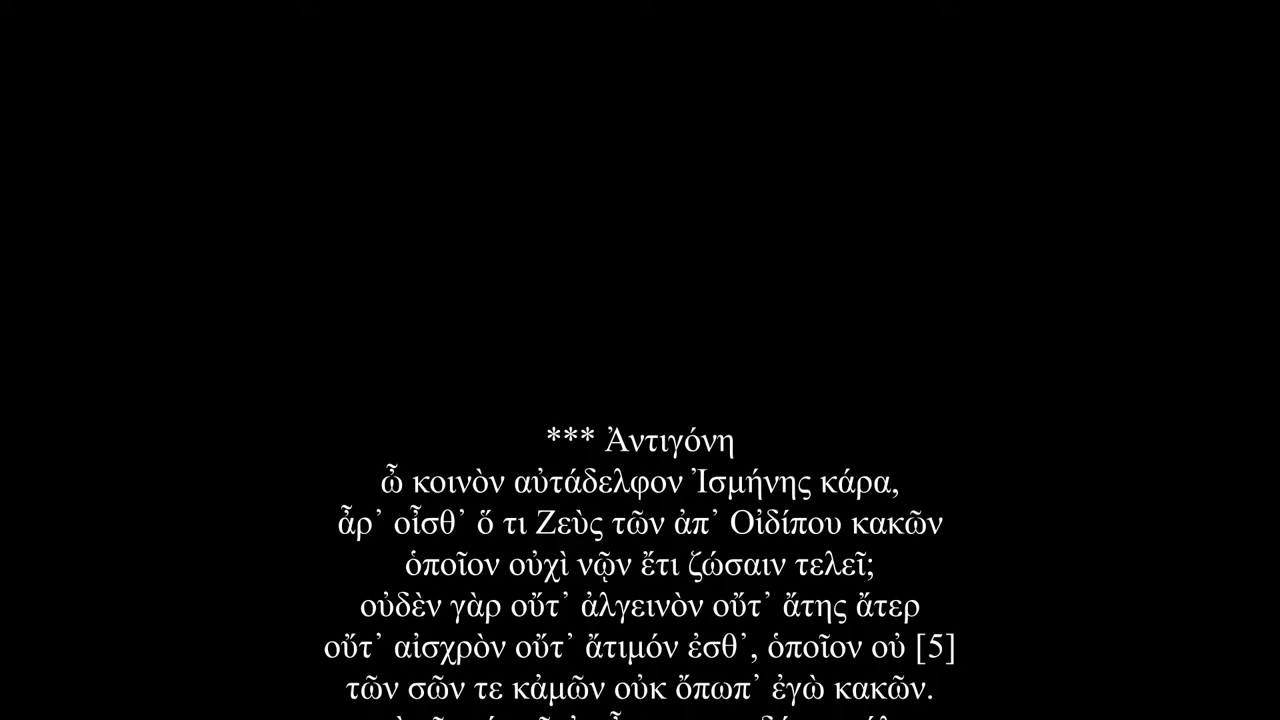 *** Ἀντιγόνη
ὦ κοινὸν αὐτάδελφον Ἰσμήνης κάρα,
ἆρ᾽ οἶσθ᾽ ὅ τι Ζεὺς τῶν ἀπ᾽ Οἰδίπου κακῶν
ὁποῖον οὐχὶ νῷν ἔτι ζώσαιν τελεῖ;
οὐδὲν γὰρ οὔτ᾽ ἀλγεινὸν οὔτ᾽ ἄτης ἄτερ
οὔτ᾽ αἰσχρὸν οὔτ᾽ ἄτιμόν ἐσθ᾽, ὁποῖον οὐ [5]
τῶν σῶν τε κἀμῶν οὐκ ὄπωπ᾽ ἐγὼ κακῶν.